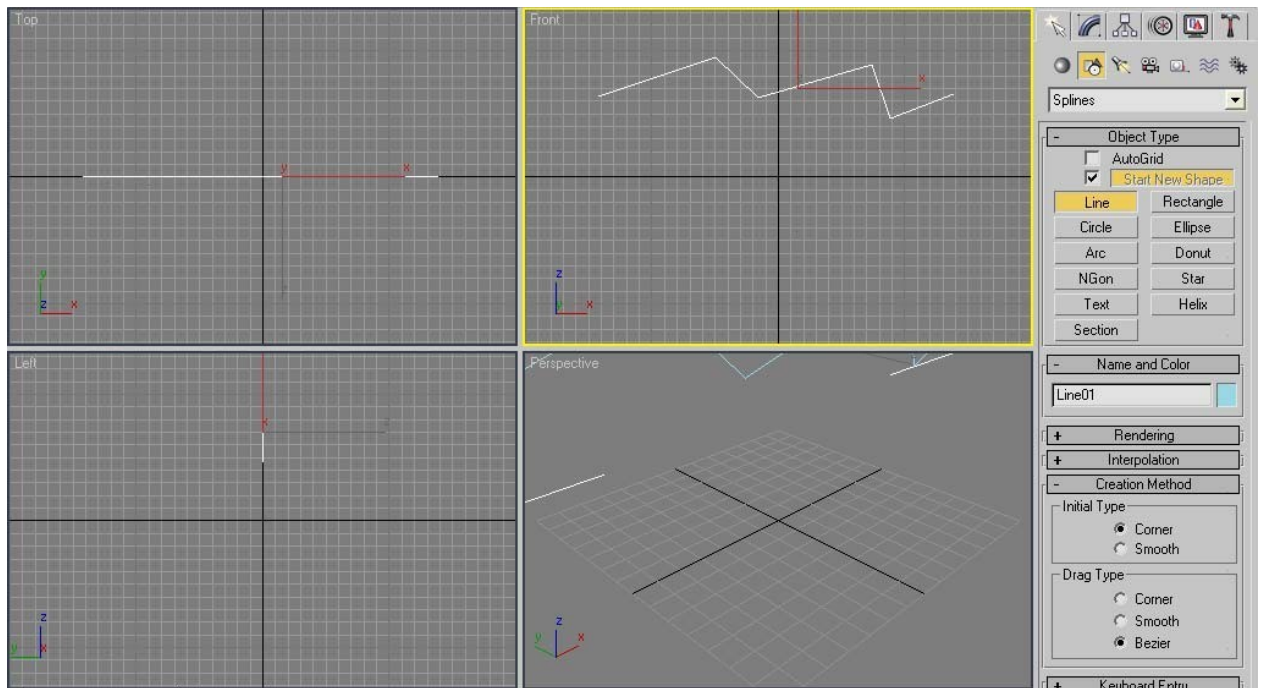 Top
y
x
y
z
x
Front
x
z
y
x
Left
x
z
z
y
x
Perspective
z
y
x
Splines
- Object Type
AutoGrid
Start New Shape
Line Rectangle
Circle Ellipse
Arc Donut
NGon Star
Text Helix
Section
- Name and Color
Line01
+ Rendering
+ Interpolation
- Creation Method
Initial Type
Corner
Smooth
Drag Type
Corner
Smooth
Bezier
+ Keyboard Entry